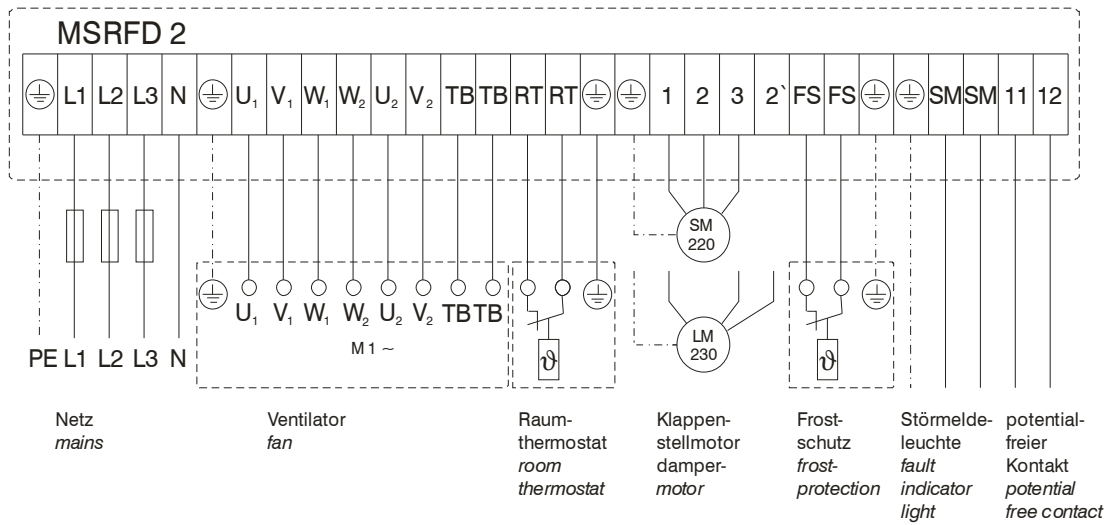 MSRFD 2
L1 L2 L3 N U₁ V₁ W₁ W₂ U₂ V₂ TB TB RT RT 1 2 3 2` FS FS SM SM 11 12
SM
220
U₁ V₁ W₁ W₂ U₂ V₂ TB TB
M 1 ~
LM
230
ϑ
ϑ
PE L1 L2 L3 N
Netz
mains
Ventilator
fan
Raum-
thermostat
room
thermostat
Klappen-
stellmotor
damper-
motor
Frost-
schutz
frost-
protection
Störmelde-
leuchte
fault
indicator
light
potential-
freier
Kontakt
potential
free contact